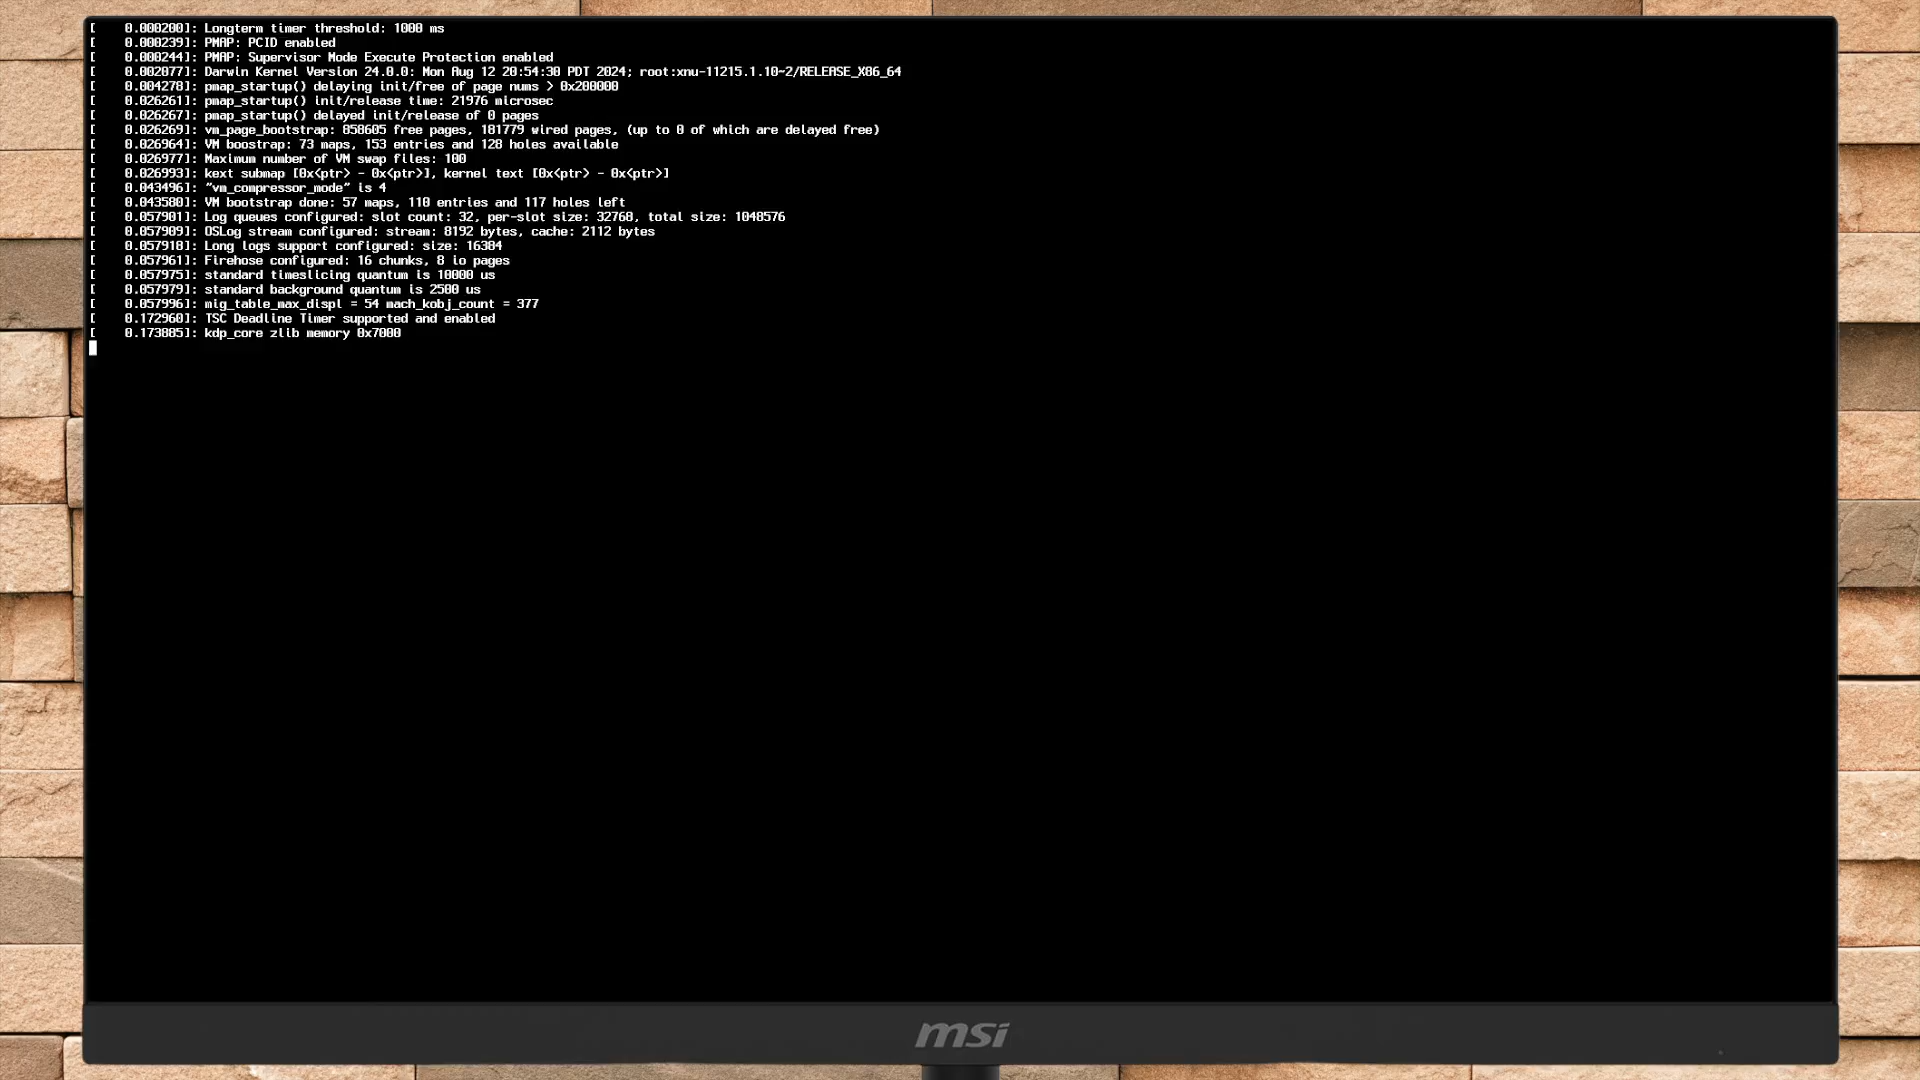 [    0.000200]: Longterm timer threshold: 1000 ms
[    0.000239]: PMAP: PCID enabled
[    0.000244]: PMAP: Supervisor Mode Execute Protection enabled
[    0.002077]: Darwin Kernel Version 24.0.0: Mon Aug 12 20:54:30 PDT 2024; root:xnu-11215.1.10~2/RELEASE_X86_64
[    0.004278]: pmap_startup() delaying init/free of page nums > 0x200000
[    0.026261]: pmap_startup() init/release time: 21976 microsec
[    0.026267]: pmap_startup() delayed init/release of 0 pages
[    0.026269]: vm_page_bootstrap: 858605 free pages, 181779 wired pages, (up to 0 of which are delayed free)
[    0.026964]: VM boostrap: 73 maps, 153 entries and 128 holes available
[    0.026977]: Maximum number of VM swap files: 100
[    0.026993]: kext submap [0x<ptr> - 0x<ptr>], kernel text [0x<ptr> - 0x<ptr>]
[    0.043496]: "vm_compressor_mode" is 4
[    0.043580]: VM bootstrap done: 57 maps, 110 entries and 117 holes left
[    0.057901]: Log queues configured: slot count: 32, per-slot size: 32768, total size: 1048576
[    0.057909]: OSLog stream configured: stream: 8192 bytes, cache: 2112 bytes
[    0.057918]: Long logs support configured: size: 16384
[    0.057961]: Firehose configured: 16 chunks, 8 io pages
[    0.057975]: standard timeslicing quantum is 10000 us
[    0.057979]: standard background quantum is 2500 us
[    0.057996]: mig_table_max_displ = 54 mach_kobj_count = 377
[    0.172960]: TSC Deadline Timer supported and enabled
[    0.173885]: kdp_core zlib memory 0x7000
msi